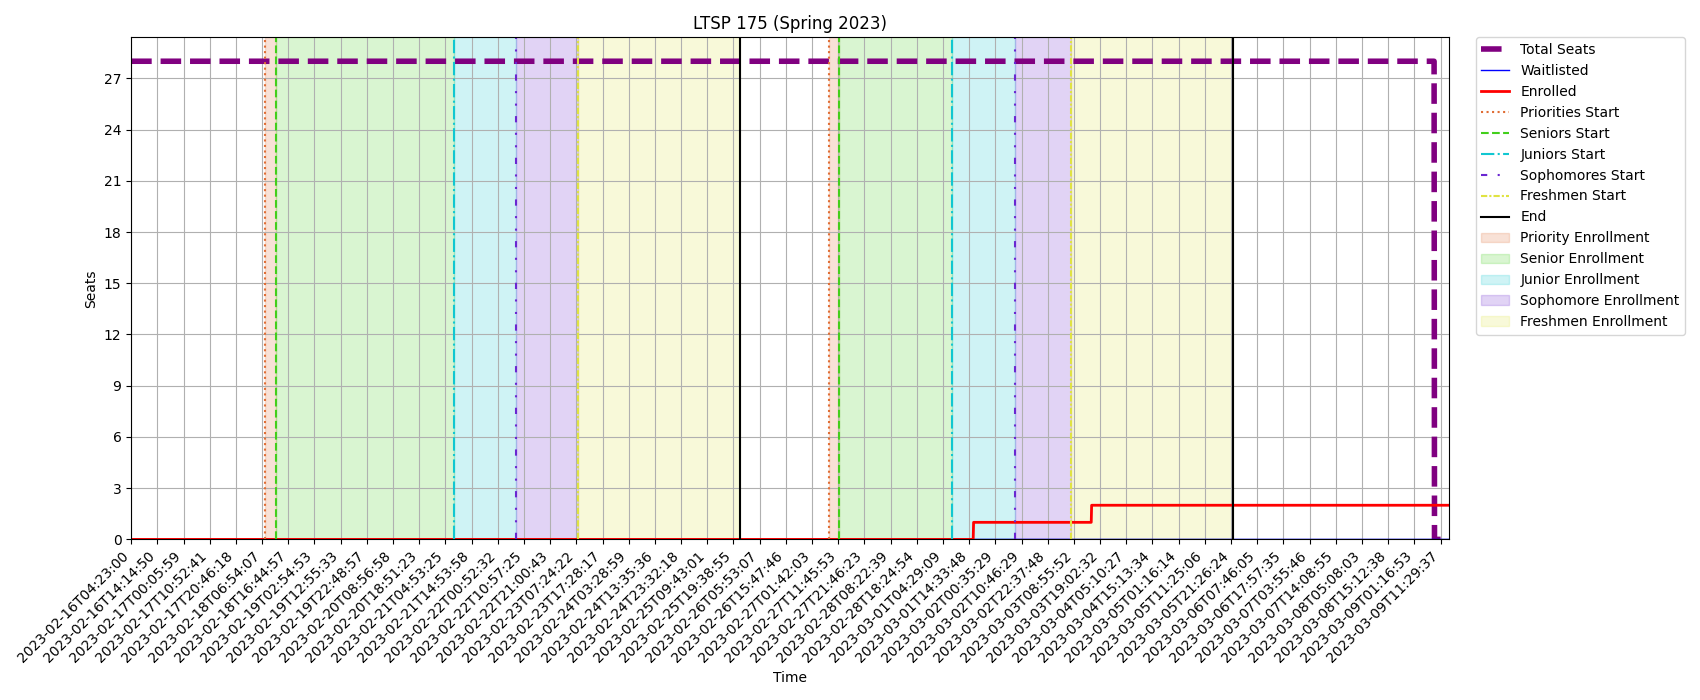 LTSP 175 (Spring 2023)
Seats
27
24
21
18
15
12
9
6
3
0
2023-02-16T04:23:00
2023-02-16T14:14:50
2023-02-17T00:05:59
2023-02-17T10:52:41
2023-02-17T20:46:18
2023-02-18T06:54:07
2023-02-18T16:44:57
2023-02-19T02:54:53
2023-02-19T12:55:33
2023-02-19T22:48:57
2023-02-20T08:56:58
2023-02-20T18:51:23
2023-02-21T04:53:25
2023-02-21T14:53:58
2023-02-22T00:52:32
2023-02-22T10:57:25
2023-02-22T21:00:43
2023-02-23T07:24:22
2023-02-23T17:28:17
2023-02-24T03:28:59
2023-02-24T13:35:36
2023-02-24T23:32:18
2023-02-25T09:43:01
2023-02-25T19:38:55
2023-02-26T05:53:07
2023-02-26T15:47:46
2023-02-27T01:42:03
2023-02-27T11:45:53
2023-02-27T21:46:23
2023-02-28T08:22:39
2023-02-28T18:24:54
2023-03-01T04:29:09
2023-03-01T14:33:48
2023-03-02T00:35:29
2023-03-02T10:46:29
2023-03-02T22:37:48
2023-03-03T08:55:52
2023-03-03T19:02:32
2023-03-04T05:10:27
2023-03-04T15:13:34
2023-03-05T01:16:14
2023-03-05T11:25:06
2023-03-05T21:26:24
2023-03-06T07:46:05
2023-03-06T17:57:35
2023-03-07T03:55:46
2023-03-07T14:08:55
2023-03-08T05:08:03
2023-03-08T15:12:38
2023-03-09T01:16:53
2023-03-09T11:29:37
Time
Total Seats
Waitlisted
Enrolled
Priorities Start
Seniors Start
Juniors Start
Sophomores Start
Freshmen Start
End
Priority Enrollment
Senior Enrollment
Junior Enrollment
Sophomore Enrollment
Freshmen Enrollment